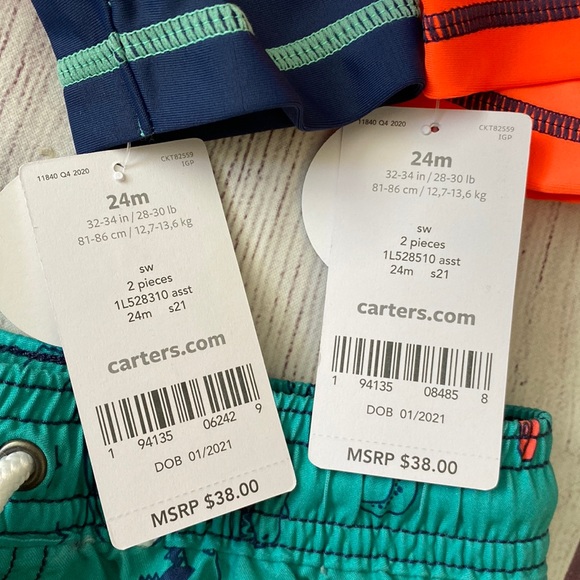 11840 Q4 2020
CKT82559
IGP
24m
32-34 in / 28-30 lb
81-86 cm / 12,7-13,6 kg
sw
2 pieces
1L528310 asst
24m s21
carters.com
1 94135 06242 9
DOB 01/2021
MSRP $38.00
11840 Q4 2020
CKT82559
IGP
24m
32-34 in / 28-30 lb
81-86 cm / 12,7-13,6 kg
sw
2 pieces
1L528510 asst
24m s21
carters.com
1 94135 08485 8
DOB 01/2021
MSRP $38.00